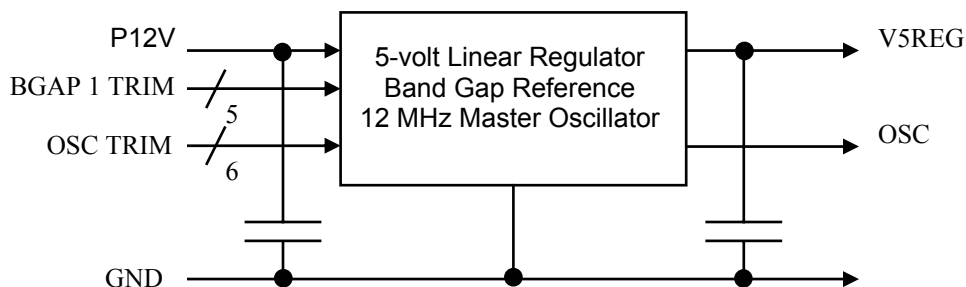 P12V
BGAP 1 TRIM
5
OSC TRIM
6
GND
5-volt Linear Regulator
Band Gap Reference
12 MHz Master Oscillator
V5REG
OSC